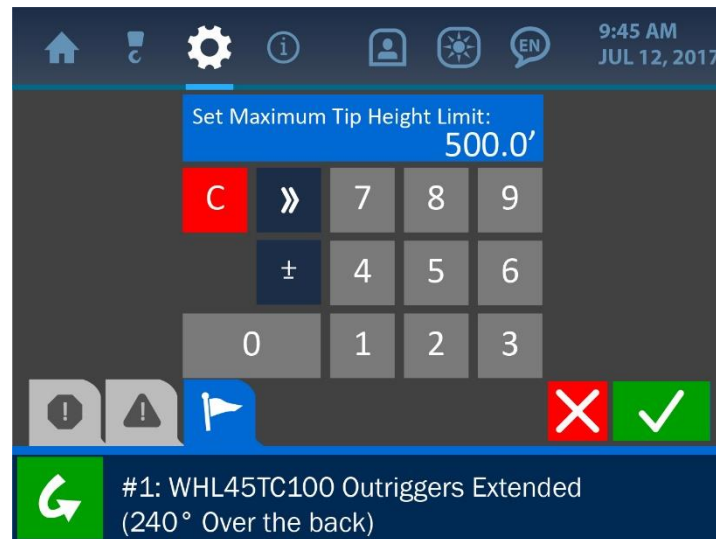 EN
9:45 AM
JUL 12, 2017
Set Maximum Tip Height Limit:
500.0′
C » 7 8 9
± 4 5 6
0 1 2 3
#1: WHL45TC100 Outriggers Extended
(240° Over the back)